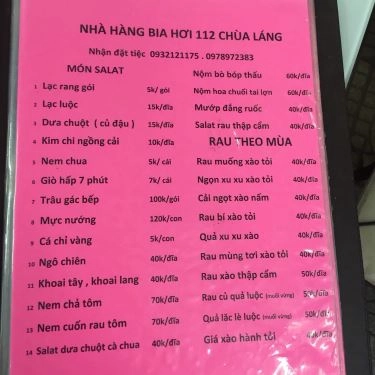 NHÀ HÀNG BIA HƠI 112 CHÙA LÁNG
Nhận đặt tiệc 0932121175 . 0978972383
MÓN SALAT
1 Lạc rang gói 5k/ gói
2 Lạc luộc 15k/đĩa
3 Dưa chuột ( củ đậu ) 15k/đĩa
4 Kim chi ngồng cải 10k/đĩa
5 Nem chua 5k/ cái
6 Giò hấp 7 phút 7k/ cái
7 Trâu gác bếp 100k/gói
8 Mực nướng 120k/con
9 Cá chỉ vàng 5k/con
10 Ngô chiên 40k/đĩa
11 Khoai tây , khoai lang 40k/đĩa
12 Nem chả tôm 70k/đĩa
13 Nem cuốn rau tôm 70k/đĩa
14 Salat dưa chuột cà chua 40k/đĩa
Nộm bò bóp thấu 60k/đĩa
Nộm hoa chuối tai lợn 60k/đĩa
Mướp đắng ruốc 40k/đĩa
Salat rau thập cẩm 40k/đĩa
RAU THEO MÙA
Rau muống xào tỏi 40k/đĩa
Ngọn xu xu xào tỏi 40k/đĩa
Cải ngọt xào nấm 40k/đĩa
Rau bí xào tỏi 40k/đĩa
Quả xu xu xào 40k/đĩa
Rau mùng tơi xào tỏi 40k/đĩa
Rau xào thập cẩm 50k/đĩa
Rau củ quả luộc (muối vừng) 50k/đĩa
Quả lặc lè luộc (muối vừng) 50k/đĩa
Giá xào hành tỏi 40k/đĩa